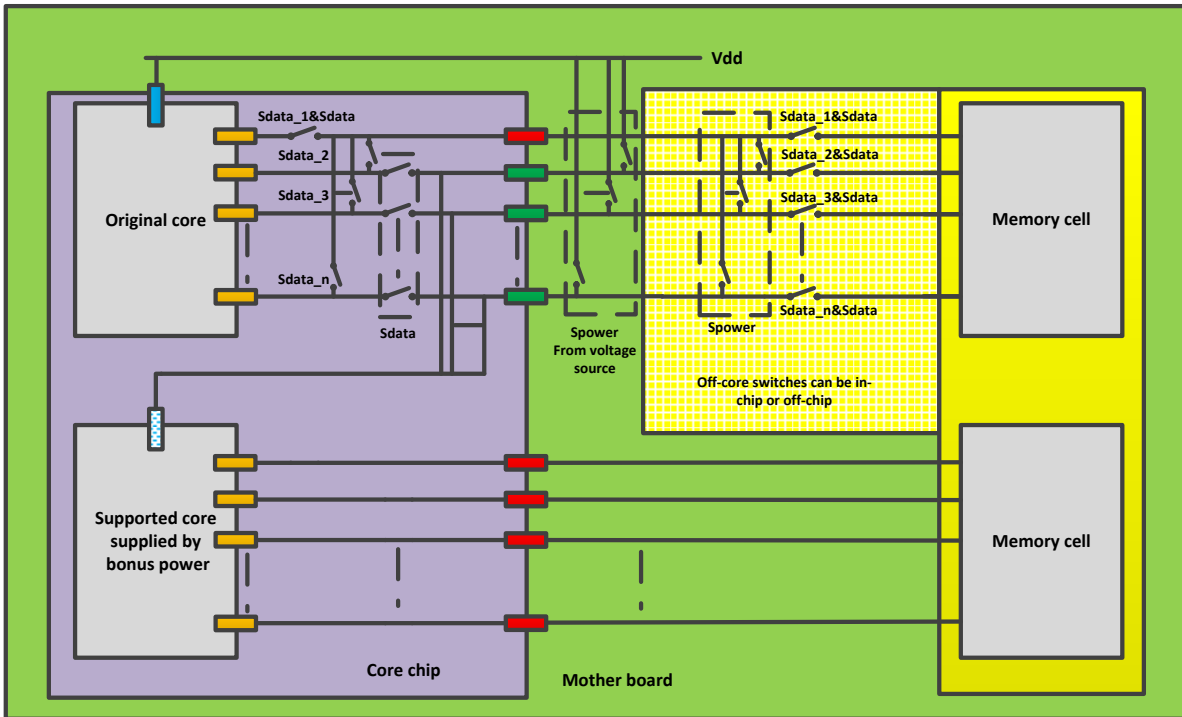 Vdd
Sdata_1&Sdata
Sdata_2
Sdata_3
Sdata_n
Sdata
Original core
Spower
From voltage
source
Sdata_1&Sdata
Sdata_2&Sdata
Sdata_3&Sdata
Sdata_n&Sdata
Spower
Off-core switches can be in-
chip or off-chip
Memory cell
Supported core
supplied by
bonus power
Memory cell
Core chip
Mother board